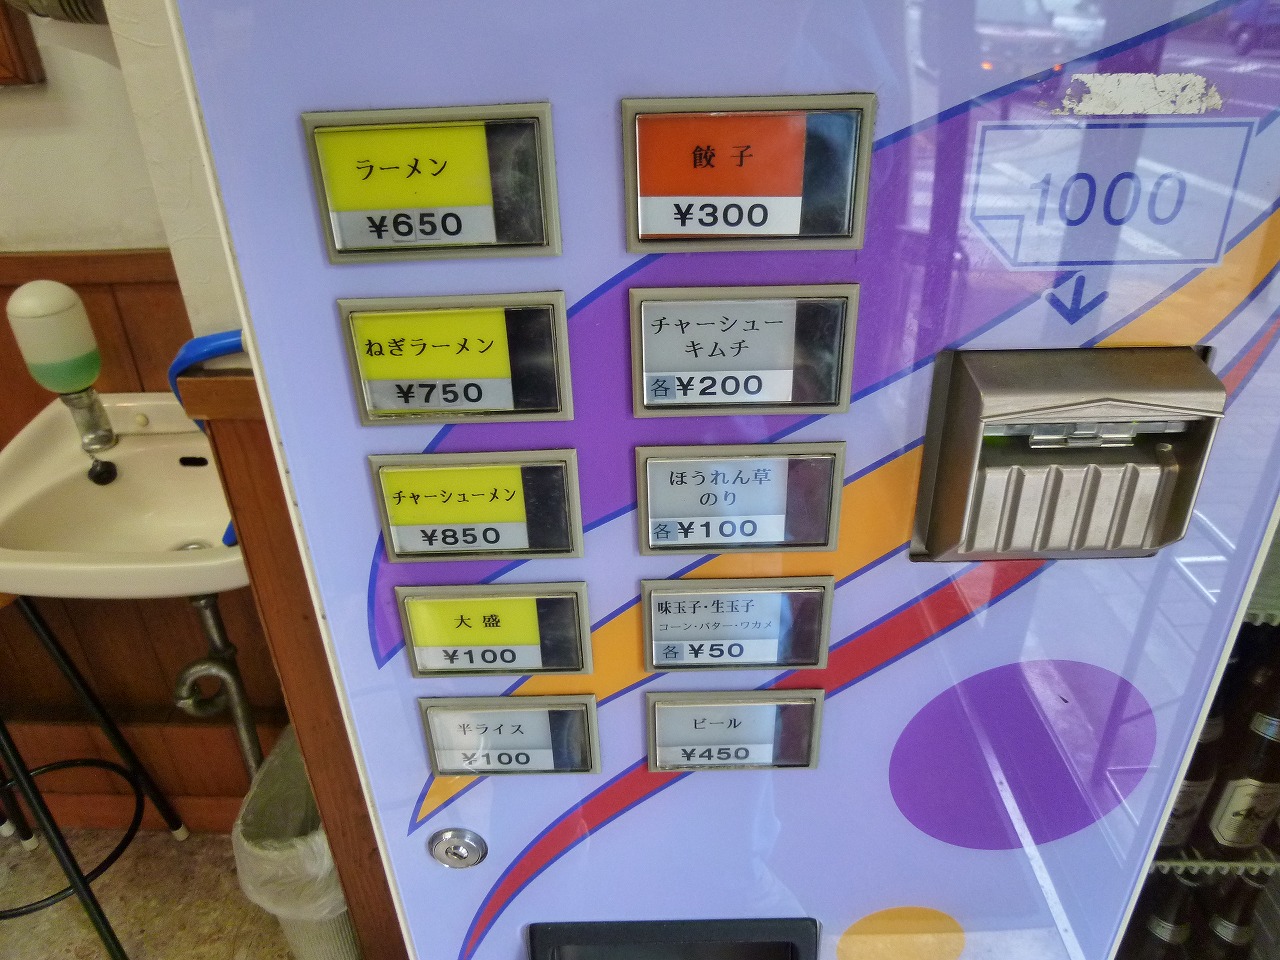 ラーメン
¥650
餃子
¥300
1000
ねぎラーメン
¥750
チャーシュー
キムチ
各¥200
チャーシューメン
¥850
ほうれん草
のり
各¥100
大盛
¥100
味玉子・生玉子
コーン・バター・ワカメ
各¥50
半ライス
¥100
ビール
¥450